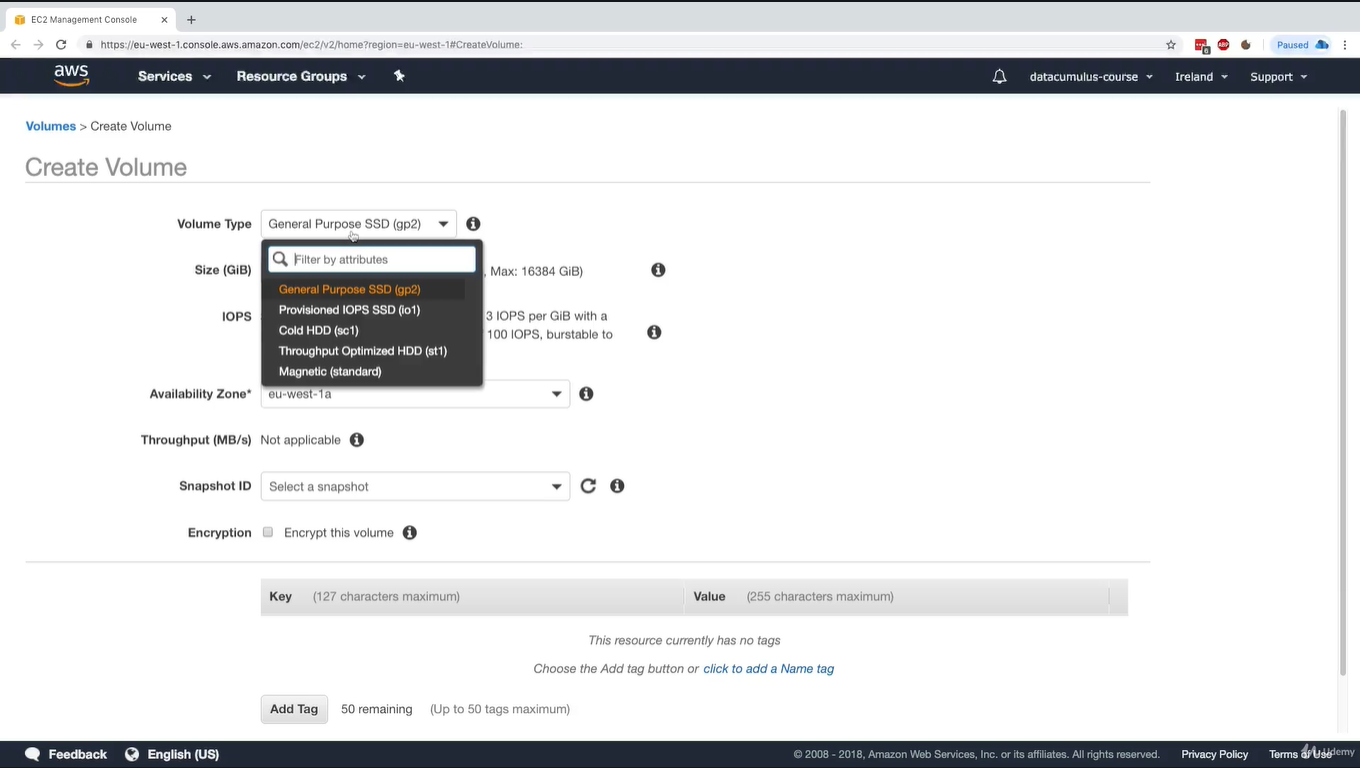 EC2 Management Console
https://eu-west-1.console.aws.amazon.com/ec2/v2/home?region=eu-west-1#CreateVolume:
6
ABP
Paused
aws
Services
Resource Groups
datacumulus-course
Ireland
Support
Volumes > Create Volume
Create Volume
Volume Type General Purpose SSD (gp2)
Filter by attributes
Size (GiB) , Max: 16384 GiB)
General Purpose SSD (gp2)
Provisioned IOPS SSD (io1)
IOPS 3 IOPS per GiB with a
Cold HDD (sc1) 100 IOPS, burstable to
Throughput Optimized HDD (st1)
Magnetic (standard)
Availability Zone* eu-west-1a
Throughput (MB/s) Not applicable
Snapshot ID Select a snapshot
Encryption Encrypt this volume
Key (127 characters maximum) Value (255 characters maximum)
This resource currently has no tags
Choose the Add tag button or click to add a Name tag
Add Tag 50 remaining (Up to 50 tags maximum)
Feedback English (US) © 2008 - 2018, Amazon Web Services, Inc. or its affiliates. All rights reserved. Privacy Policy Terms of Use
Udemy